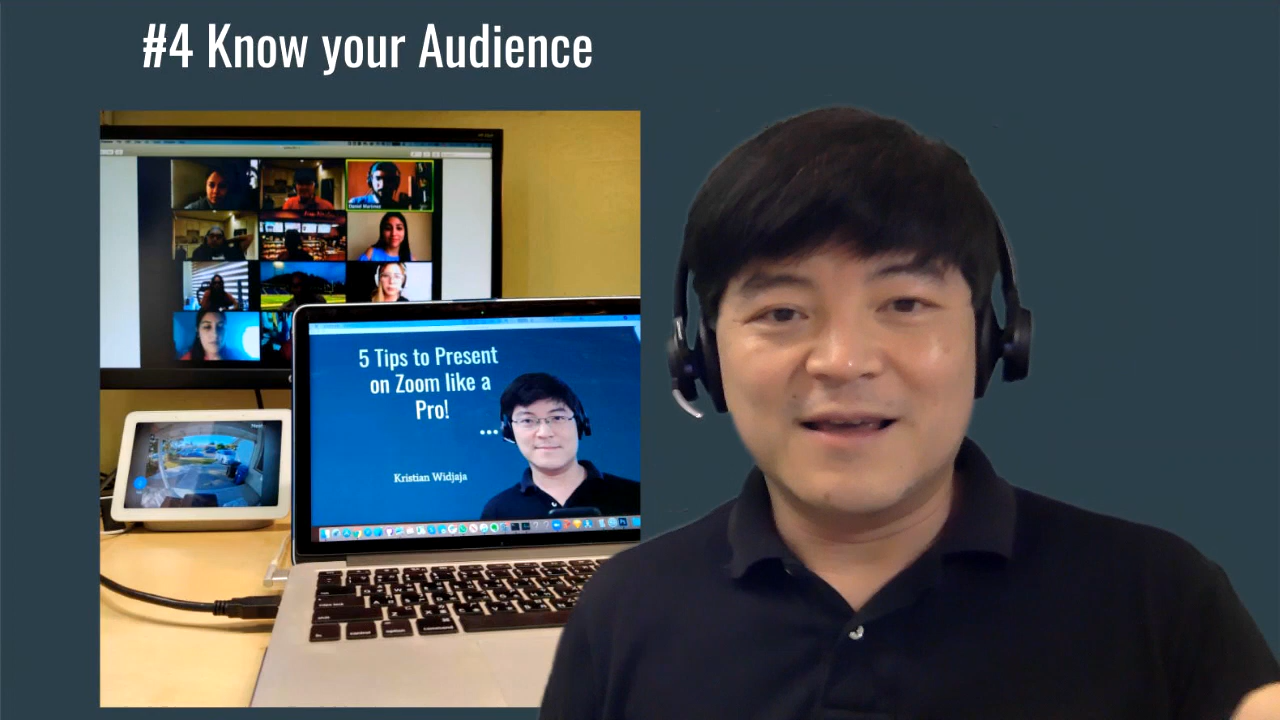 #4 Know your Audience
5 Tips to Present
on Zoom like a
Pro!
...
Kristian Widjaja